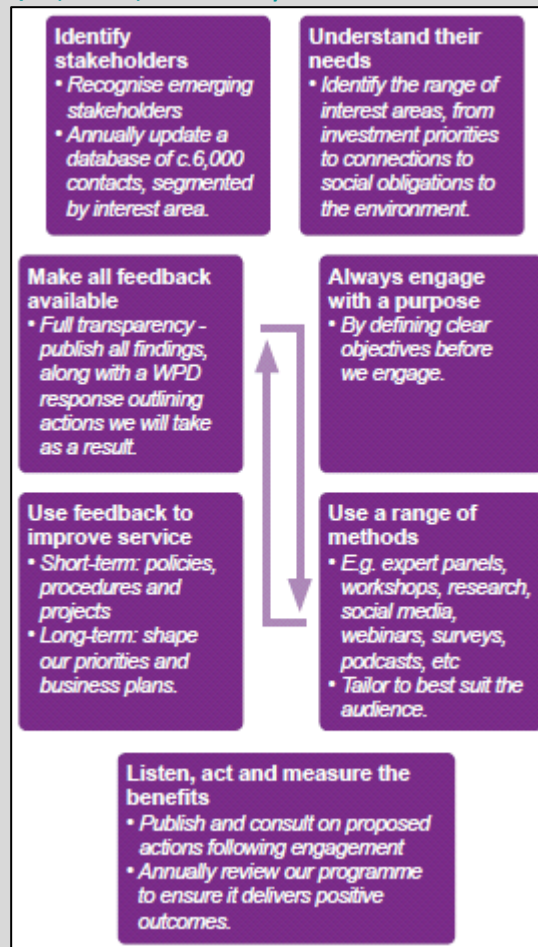 Identify
stakeholders
• Recognise emerging
stakeholders
• Annually update a
database of c.6,000
contacts, segmented
by interest area.
Understand their
needs
• Identify the range of
interest areas, from
investment priorities
to connections to
social obligations to
the environment.
Make all feedback
available
• Full transparency -
publish all findings,
along with a WPD
response outlining
actions we will take
as a result.
Always engage
with a purpose
• By defining clear
objectives before
we engage.
Use feedback to
improve service
• Short-term: policies,
procedures and
projects
• Long-term: shape
our priorities and
business plans.
Use a range of
methods
• E.g. expert panels,
workshops, research,
social media,
webinars, surveys,
podcasts, etc
• Tailor to best suit the
audience.
Listen, act and measure the
benefits
• Publish and consult on proposed
actions following engagement
• Annually review our programme
to ensure it delivers positive
outcomes.